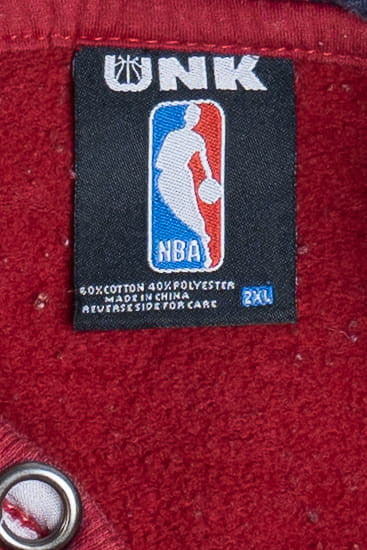 UNK
NBA
60% COTTON 40% POLYESTER
MADE IN CHINA
REVERSE SIDE FOR CARE
2XL